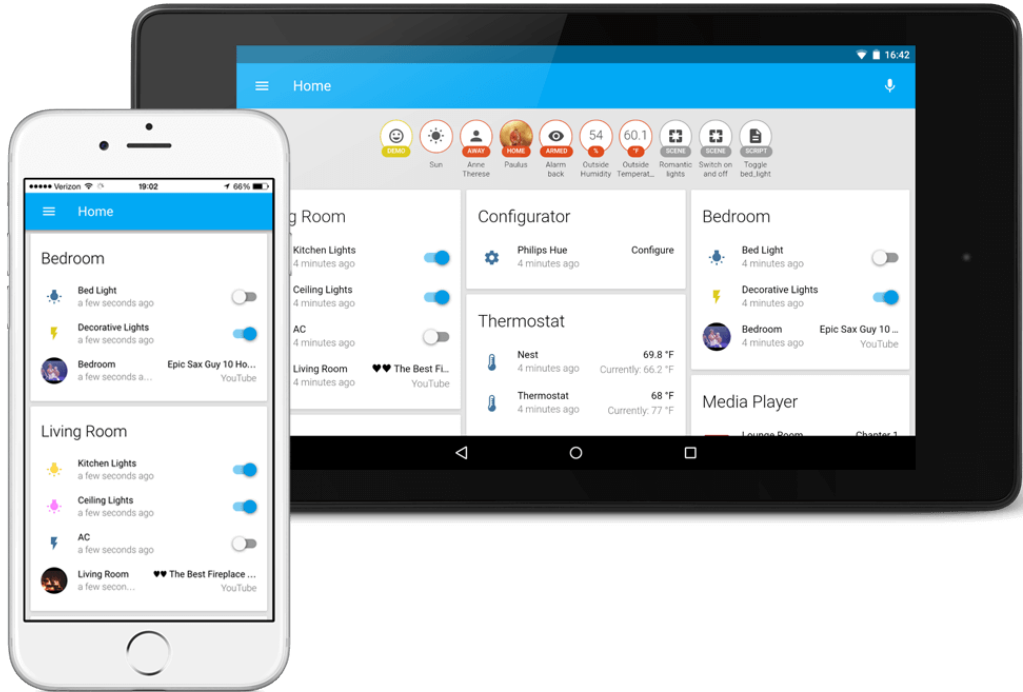 16:42
Home
DEMO
Sun
AWAY
Anne
Therese
HOME
Paulus
ARMED
Alarm
back
54
%
Outside
Humidity
60.1
°F
Outside
Temperat...
SCENE
Romantic
lights
SCENE
Switch on
and off
SCRIPT
Toggle
bed_light
g Room
Kitchen Lights
4 minutes ago
Ceiling Lights
4 minutes ago
AC
4 minutes ago
Living Room ♥♥ The Best Fi...
4 minutes ago YouTube
Configurator
Philips Hue Configure
4 minutes ago
Thermostat
Nest 69.8 °F
4 minutes ago Currently: 66.2 °F
Thermostat 68 °F
4 minutes ago Currently: 77 °F
Bedroom
Bed Light
4 minutes ago
Decorative Lights
4 minutes ago
Bedroom Epic Sax Guy 10 ...
4 minutes ago YouTube
Media Player
Lounge Room Chapter 1
Verizon 19:02 66%
Home
Bedroom
Bed Light
a few seconds ago
Decorative Lights
a few seconds ago
Bedroom Epic Sax Guy 10 Ho...
a few seconds a... YouTube
Living Room
Kitchen Lights
a few seconds ago
Ceiling Lights
a few seconds ago
AC
a few seconds ago
Living Room ♥♥ The Best Fireplace ...
a few secon... YouTube